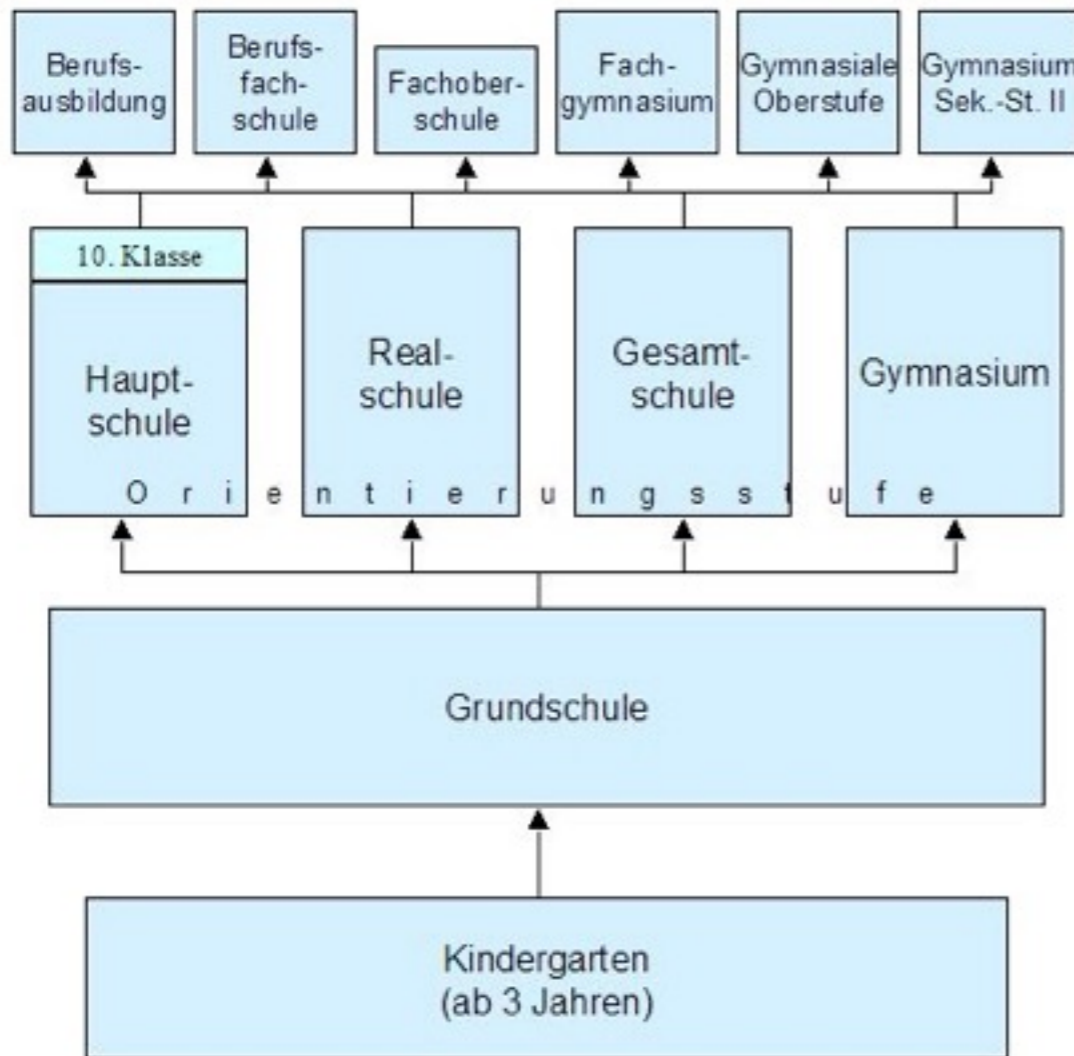 Berufs-
ausbildung
Berufs-
fach-
schule
Fachober-
schule
Fach-
gymnasium
Gymnasiale
Oberstufe
Gymnasium
Sek.-St. II
10. Klasse
Haupt-
schule
Real-
schule
Gesamt-
schule
Gymnasium
Orientierungsstufe
Grundschule
Kindergarten
(ab 3 Jahren)